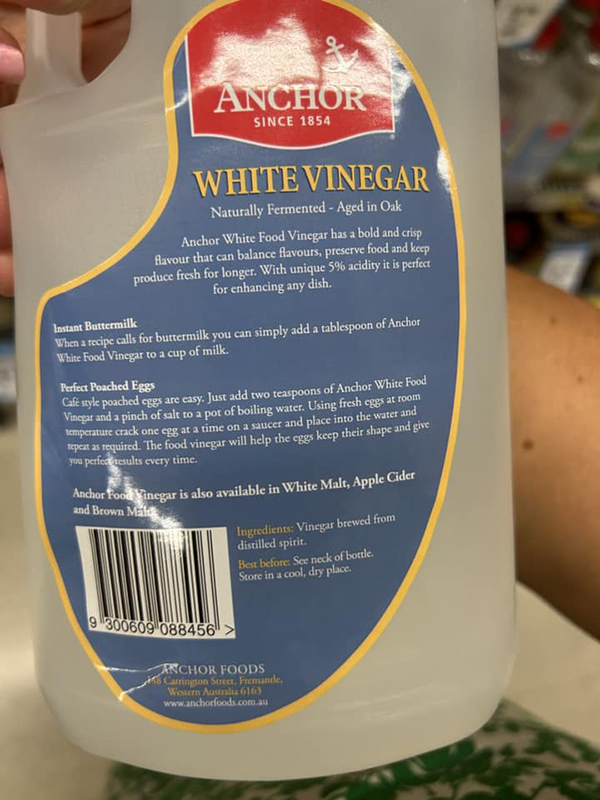 ANCHOR
SINCE 1854
WHITE VINEGAR
Naturally Fermented - Aged in Oak
Anchor White Food Vinegar has a bold and crisp
flavour that can balance flavours, preserve food and keep
produce fresh for longer. With unique 5% acidity it is perfect
for enhancing any dish.
Instant Buttermilk
When a recipe calls for buttermilk you can simply add a tablespoon of Anchor
White Food Vinegar to a cup of milk.
Perfect Poached Eggs
Café style poached eggs are easy. Just add two teaspoons of Anchor White Food
Vinegar and a pinch of salt to a pot of boiling water. Using fresh eggs at room
temperature crack one egg at a time on a saucer and place into the water and
repeat as required. The food vinegar will help the eggs keep their shape and give
you perfect results every time.
Anchor Food Vinegar is also available in White Malt, Apple Cider
and Brown Malt.
Ingredients: Vinegar brewed from
distilled spirit.
Best before: See neck of bottle.
Store in a cool, dry place.
9 300609 088456 >
ANCHOR FOODS
Carrington Street, Fremantle,
Western Australia 6163
www.anchorfoods.com.au